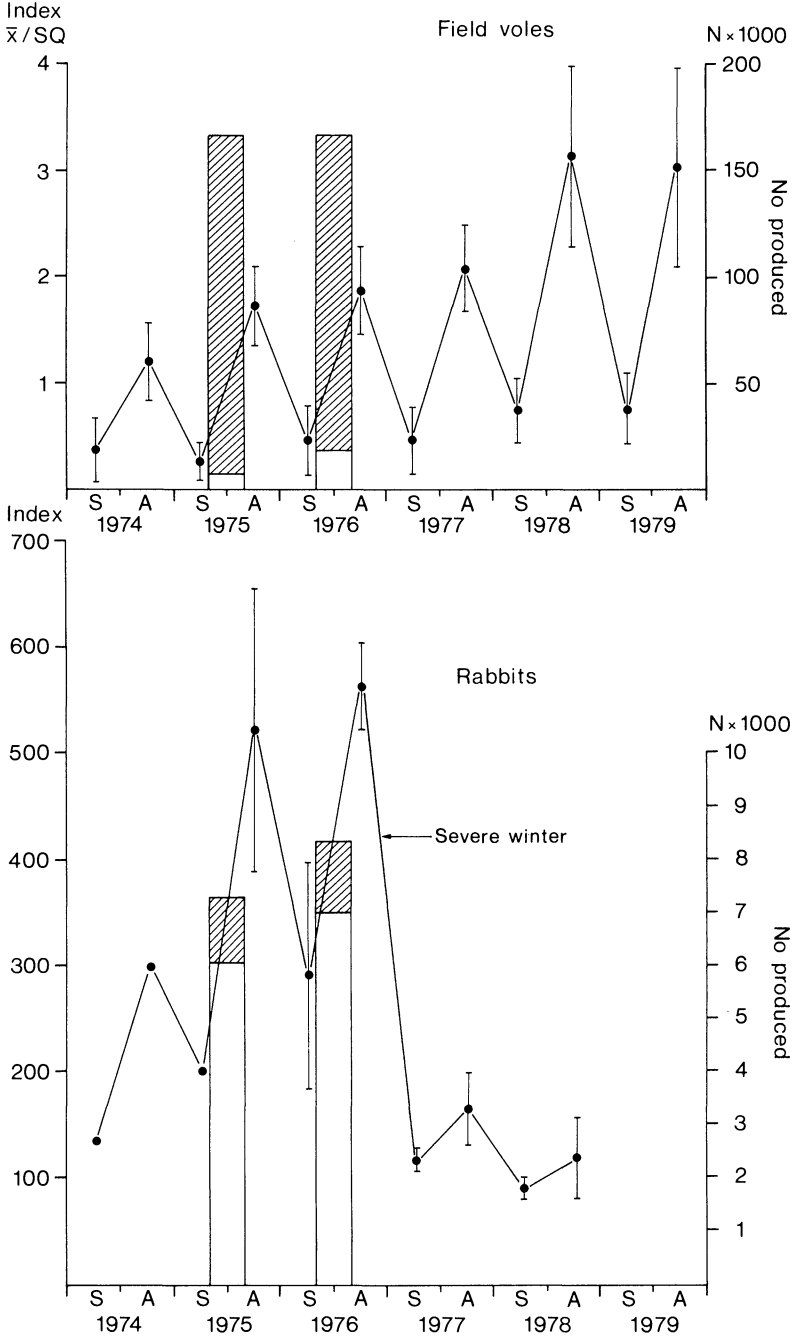 Index
x̄/SQ
Field voles
N×1000
4
3
2
1
200
150
100
50
No produced
S A S A S A S A S A S A
1974 1975 1976 1977 1978 1979
Index
700
600
500
400
300
200
100
Rabbits
Severe winter
N×1000
10
9
8
7
6
5
4
3
2
1
No produced
S A S A S A S A S A S A
1974 1975 1976 1977 1978 1979